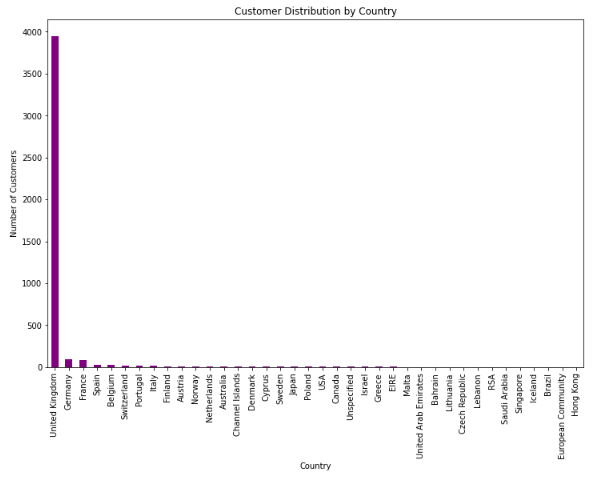 Customer Distribution by Country
Number of Customers
4000
3500
3000
2500
2000
1500
1000
500
0
United Kingdom
Germany
France
Spain
Belgium
Switzerland
Portugal
Italy
Finland
Austria
Norway
Netherlands
Australia
Channel Islands
Denmark
Cyprus
Sweden
Japan
Poland
USA
Canada
Unspecified
Israel
Greece
EIRE
Malta
United Arab Emirates
Bahrain
Lithuania
Czech Republic
Lebanon
RSA
Saudi Arabia
Singapore
Iceland
Brazil
European Community
Hong Kong
Country